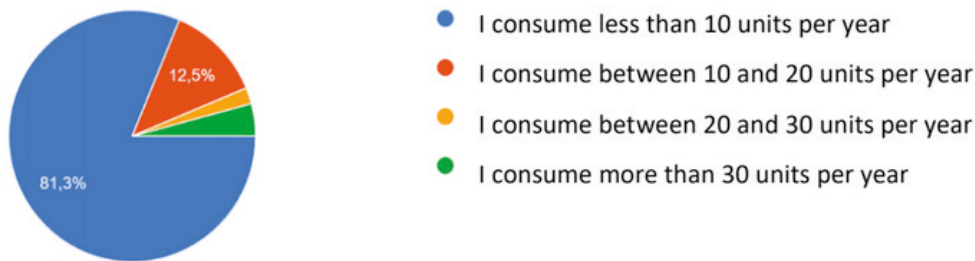 12,5%
81,3%
I consume less than 10 units per year
I consume between 10 and 20 units per year
I consume between 20 and 30 units per year
I consume more than 30 units per year